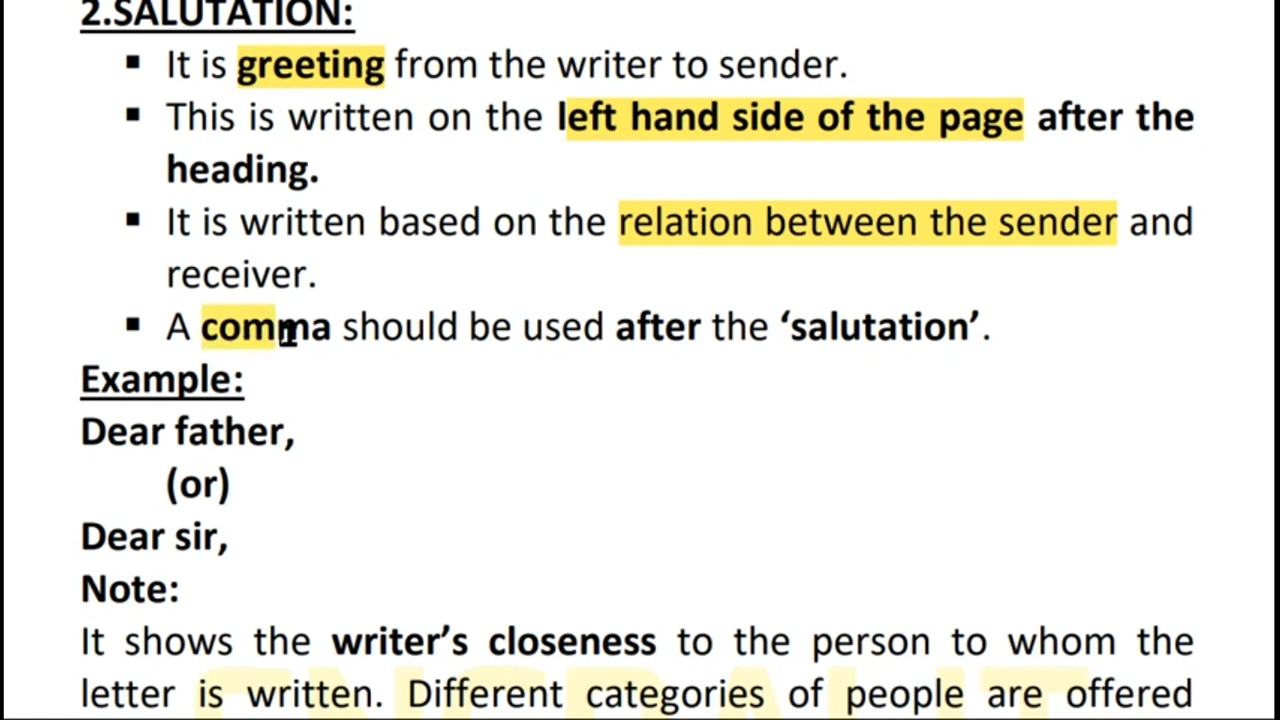 2.SALUTATION:
▪ It is greeting from the writer to sender.
▪ This is written on the left hand side of the page after the
heading.
▪ It is written based on the relation between the sender and
receiver.
▪ A comma should be used after the ‘salutation’.
Example:
Dear father,
(or)
Dear sir,
Note:
It shows the writer’s closeness to the person to whom the
letter is written. Different categories of people are offered